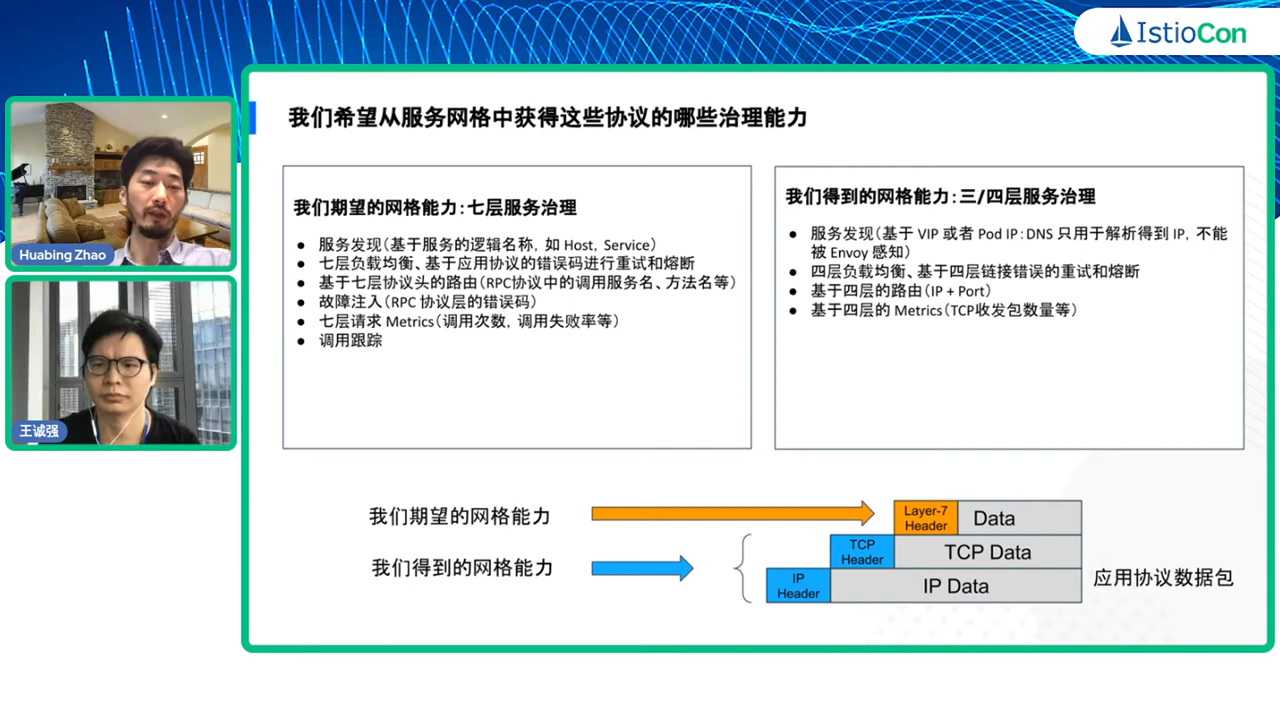 IstioCon
我们希望从服务网格中获得这些协议的哪些治理能力
Huabing Zhao
王诚强
我们期望的网格能力：七层服务治理
● 服务发现（基于服务的逻辑名称，如 Host，Service）
● 七层负载均衡、基于应用协议的错误码进行重试和熔断
● 基于七层协议头的路由（RPC协议中的调用服务名、方法名等）
● 故障注入（RPC 协议层的错误码）
● 七层请求 Metrics（调用次数，调用失败率等）
● 调用跟踪
我们得到的网格能力：三/四层服务治理
● 服务发现（基于 VIP 或者 Pod IP：DNS 只用于解析得到 IP，不能
被 Envoy 感知）
● 四层负载均衡、基于四层链接错误的重试和熔断
● 基于四层的路由（IP + Port）
● 基于四层的 Metrics（TCP收发包数量等）
我们期望的网格能力
Layer-7
Header
Data
我们得到的网格能力
TCP
Header
TCP Data
IP
Header
IP Data
应用协议数据包